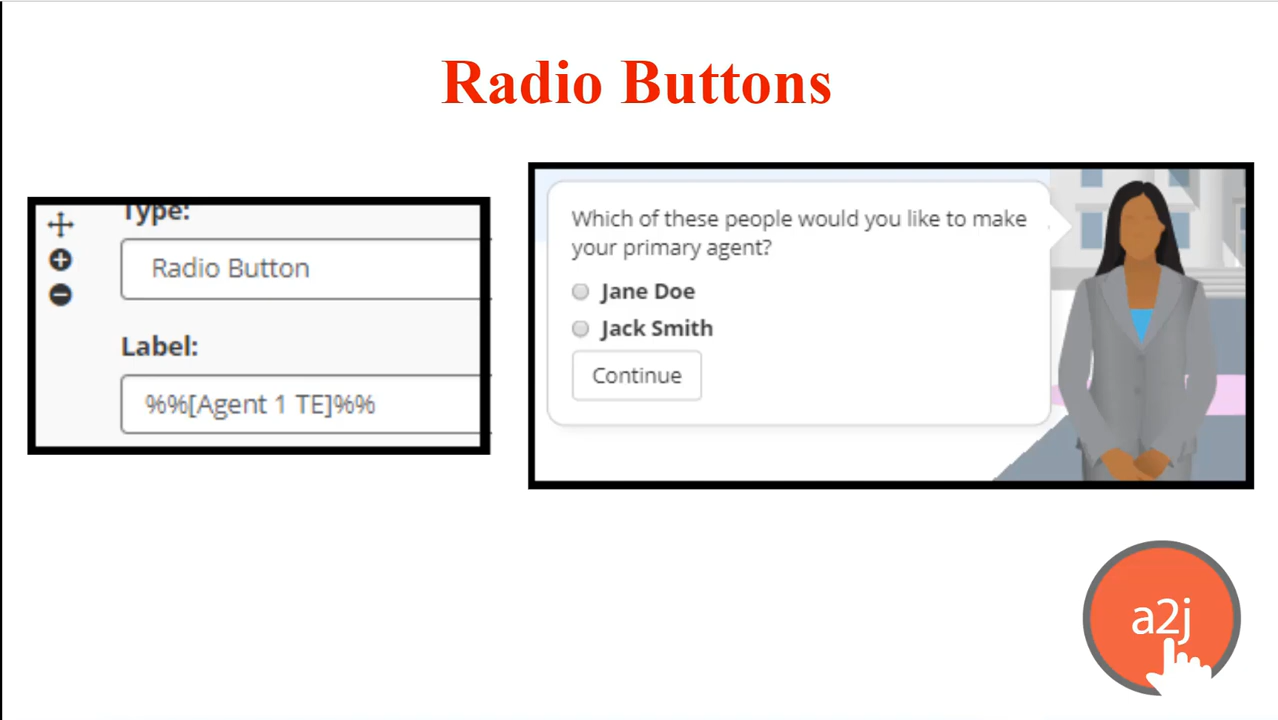 Radio Buttons
Type:
Radio Button
Label:
%%[Agent 1 TE]%%
Which of these people would you like to make
your primary agent?
Jane Doe
Jack Smith
Continue
a2j